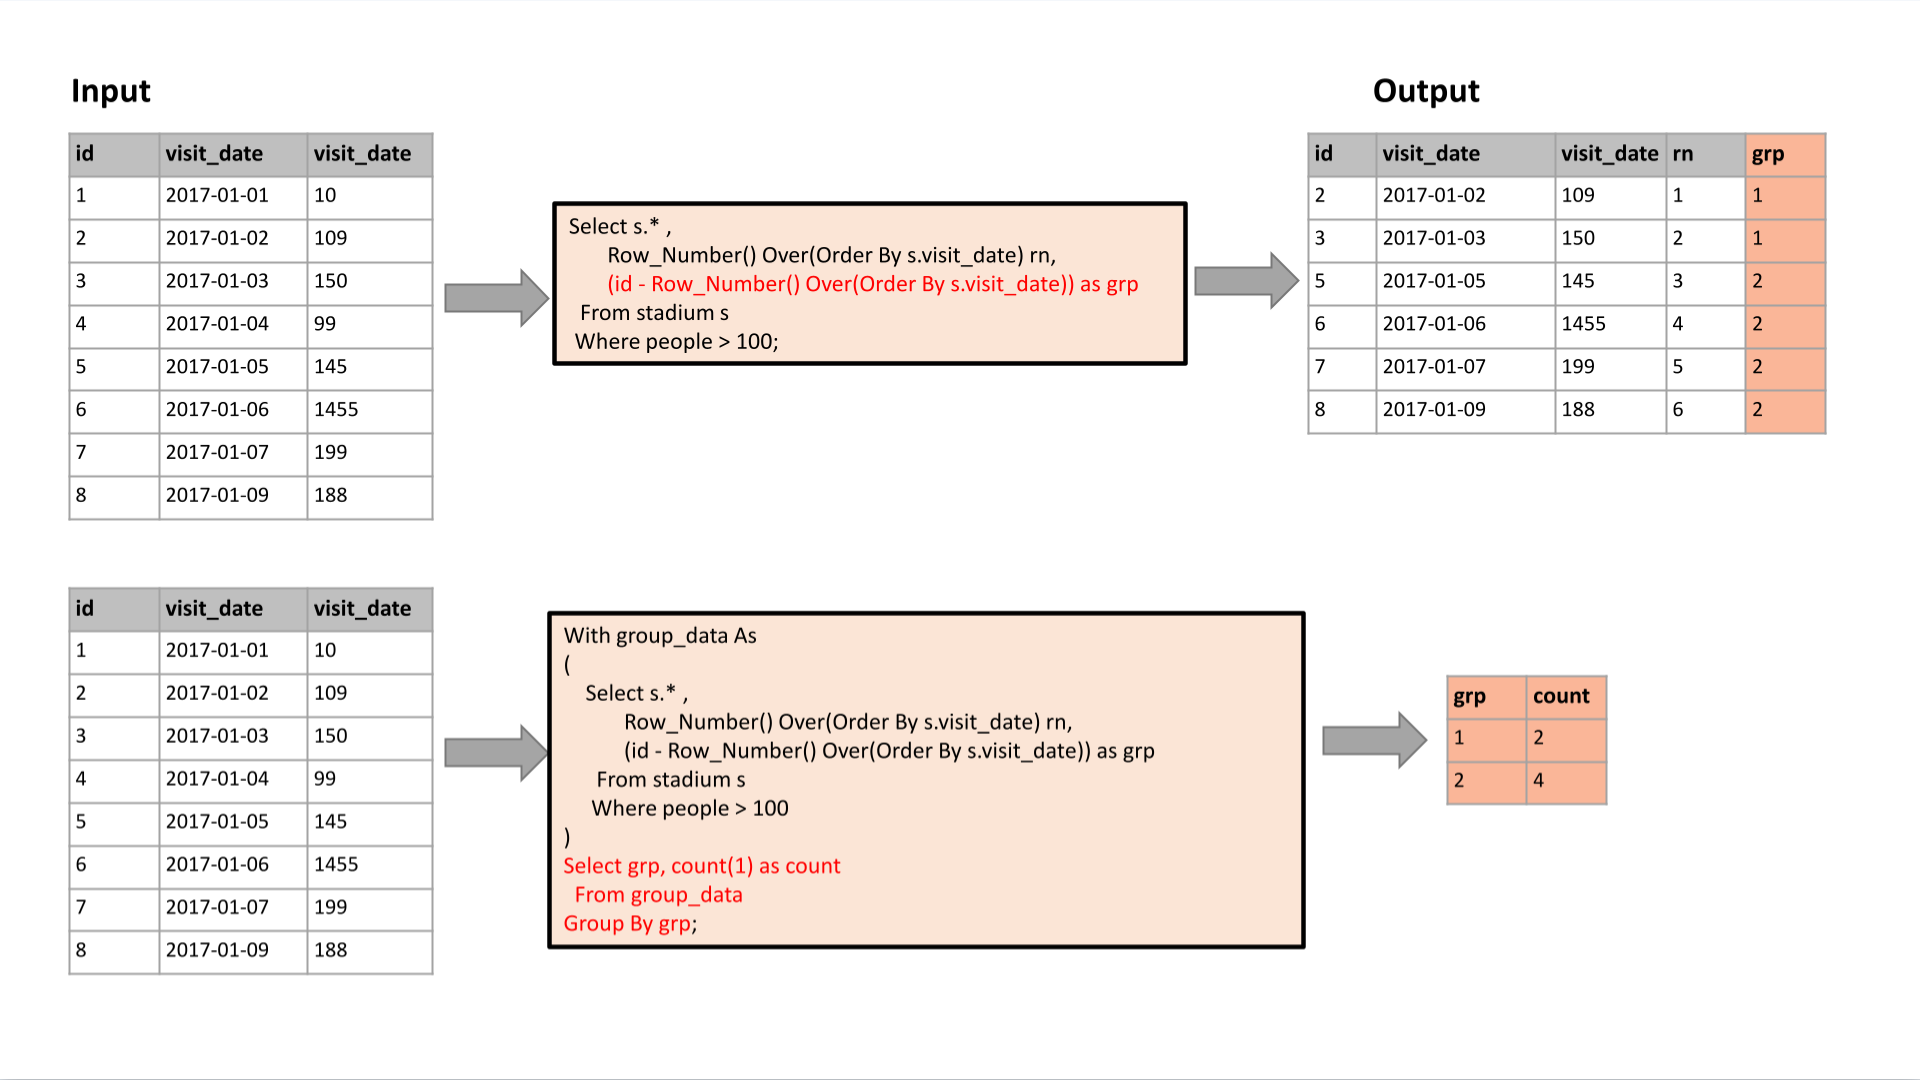 Input
Output
id visit_date visit_date
1 2017-01-01 10
2 2017-01-02 109
3 2017-01-03 150
4 2017-01-04 99
5 2017-01-05 145
6 2017-01-06 1455
7 2017-01-07 199
8 2017-01-09 188
Select s.* ,
Row_Number() Over(Order By s.visit_date) rn,
(id - Row_Number() Over(Order By s.visit_date)) as grp
From stadium s
Where people > 100;
id visit_date visit_date rn grp
2 2017-01-02 109 1 1
3 2017-01-03 150 2 1
5 2017-01-05 145 3 2
6 2017-01-06 1455 4 2
7 2017-01-07 199 5 2
8 2017-01-09 188 6 2
id visit_date visit_date
1 2017-01-01 10
2 2017-01-02 109
3 2017-01-03 150
4 2017-01-04 99
5 2017-01-05 145
6 2017-01-06 1455
7 2017-01-07 199
8 2017-01-09 188
With group_data As
(
Select s.* ,
Row_Number() Over(Order By s.visit_date) rn,
(id - Row_Number() Over(Order By s.visit_date)) as grp
From stadium s
Where people > 100
)
Select grp, count(1) as count
From group_data
Group By grp;
grp count
1 2
2 4